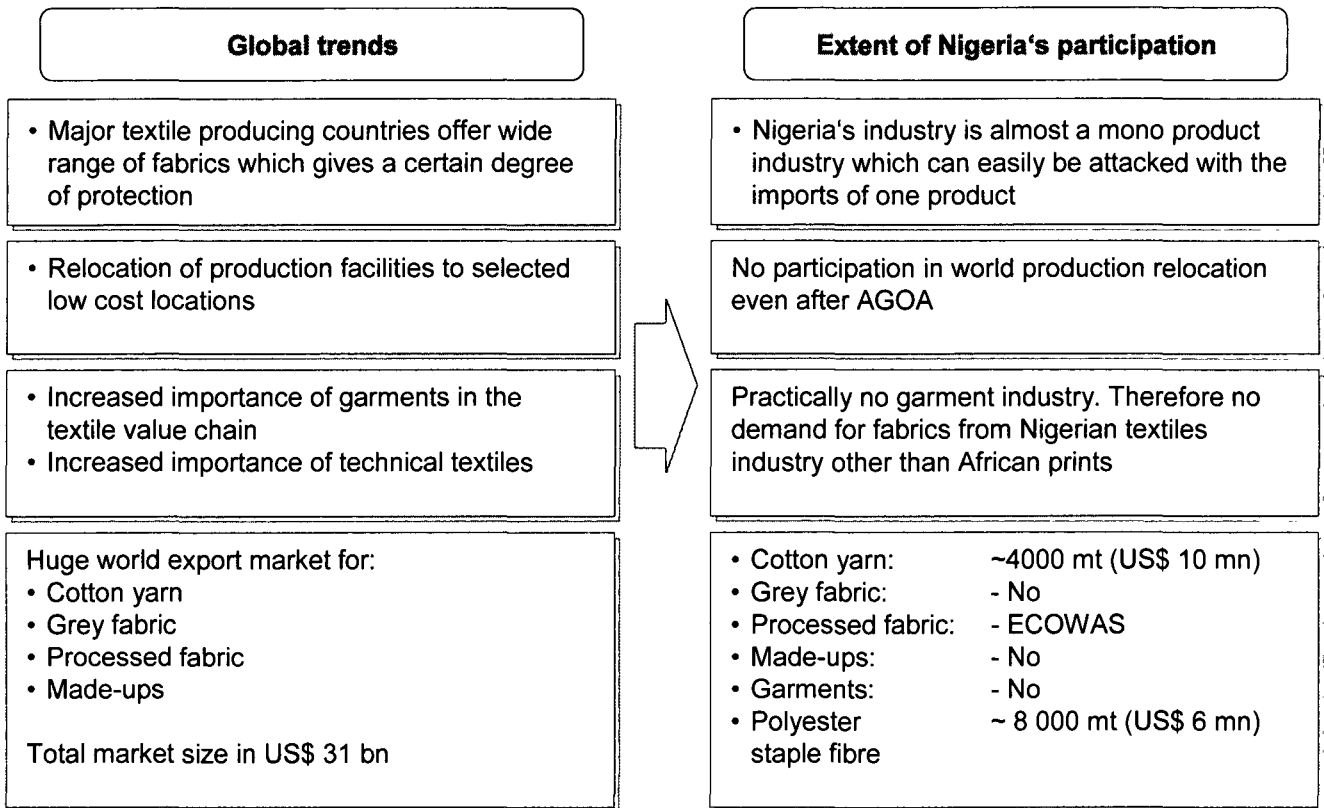 Global trends
Extent of Nigeria‘s participation
• Major textile producing countries offer wide
range of fabrics which gives a certain degree
of protection
• Nigeria‘s industry is almost a mono product
industry which can easily be attacked with the
imports of one product
• Relocation of production facilities to selected
low cost locations
No participation in world production relocation
even after AGOA
• Increased importance of garments in the
textile value chain
• Increased importance of technical textiles
Practically no garment industry. Therefore no
demand for fabrics from Nigerian textiles
industry other than African prints
Huge world export market for:
• Cotton yarn
• Grey fabric
• Processed fabric
• Made-ups
Total market size in US$ 31 bn
• Cotton yarn: ~4000 mt (US$ 10 mn)
• Grey fabric: - No
• Processed fabric: - ECOWAS
• Made-ups: - No
• Garments: - No
• Polyester ~ 8 000 mt (US$ 6 mn)
staple fibre